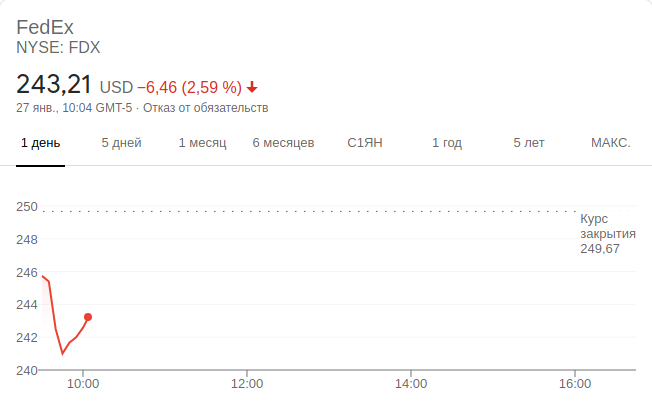 FedEx
NYSE: FDX
243,21 USD −6,46 (2,59 %)
27 янв., 10:04 GMT-5 · Отказ от обязательств
1 день 5 дней 1 месяц 6 месяцев С1ЯН 1 год 5 лет МАКС.
250
Курс
закрытия
249,67
248
246
244
242
240
10:00 12:00 14:00 16:00